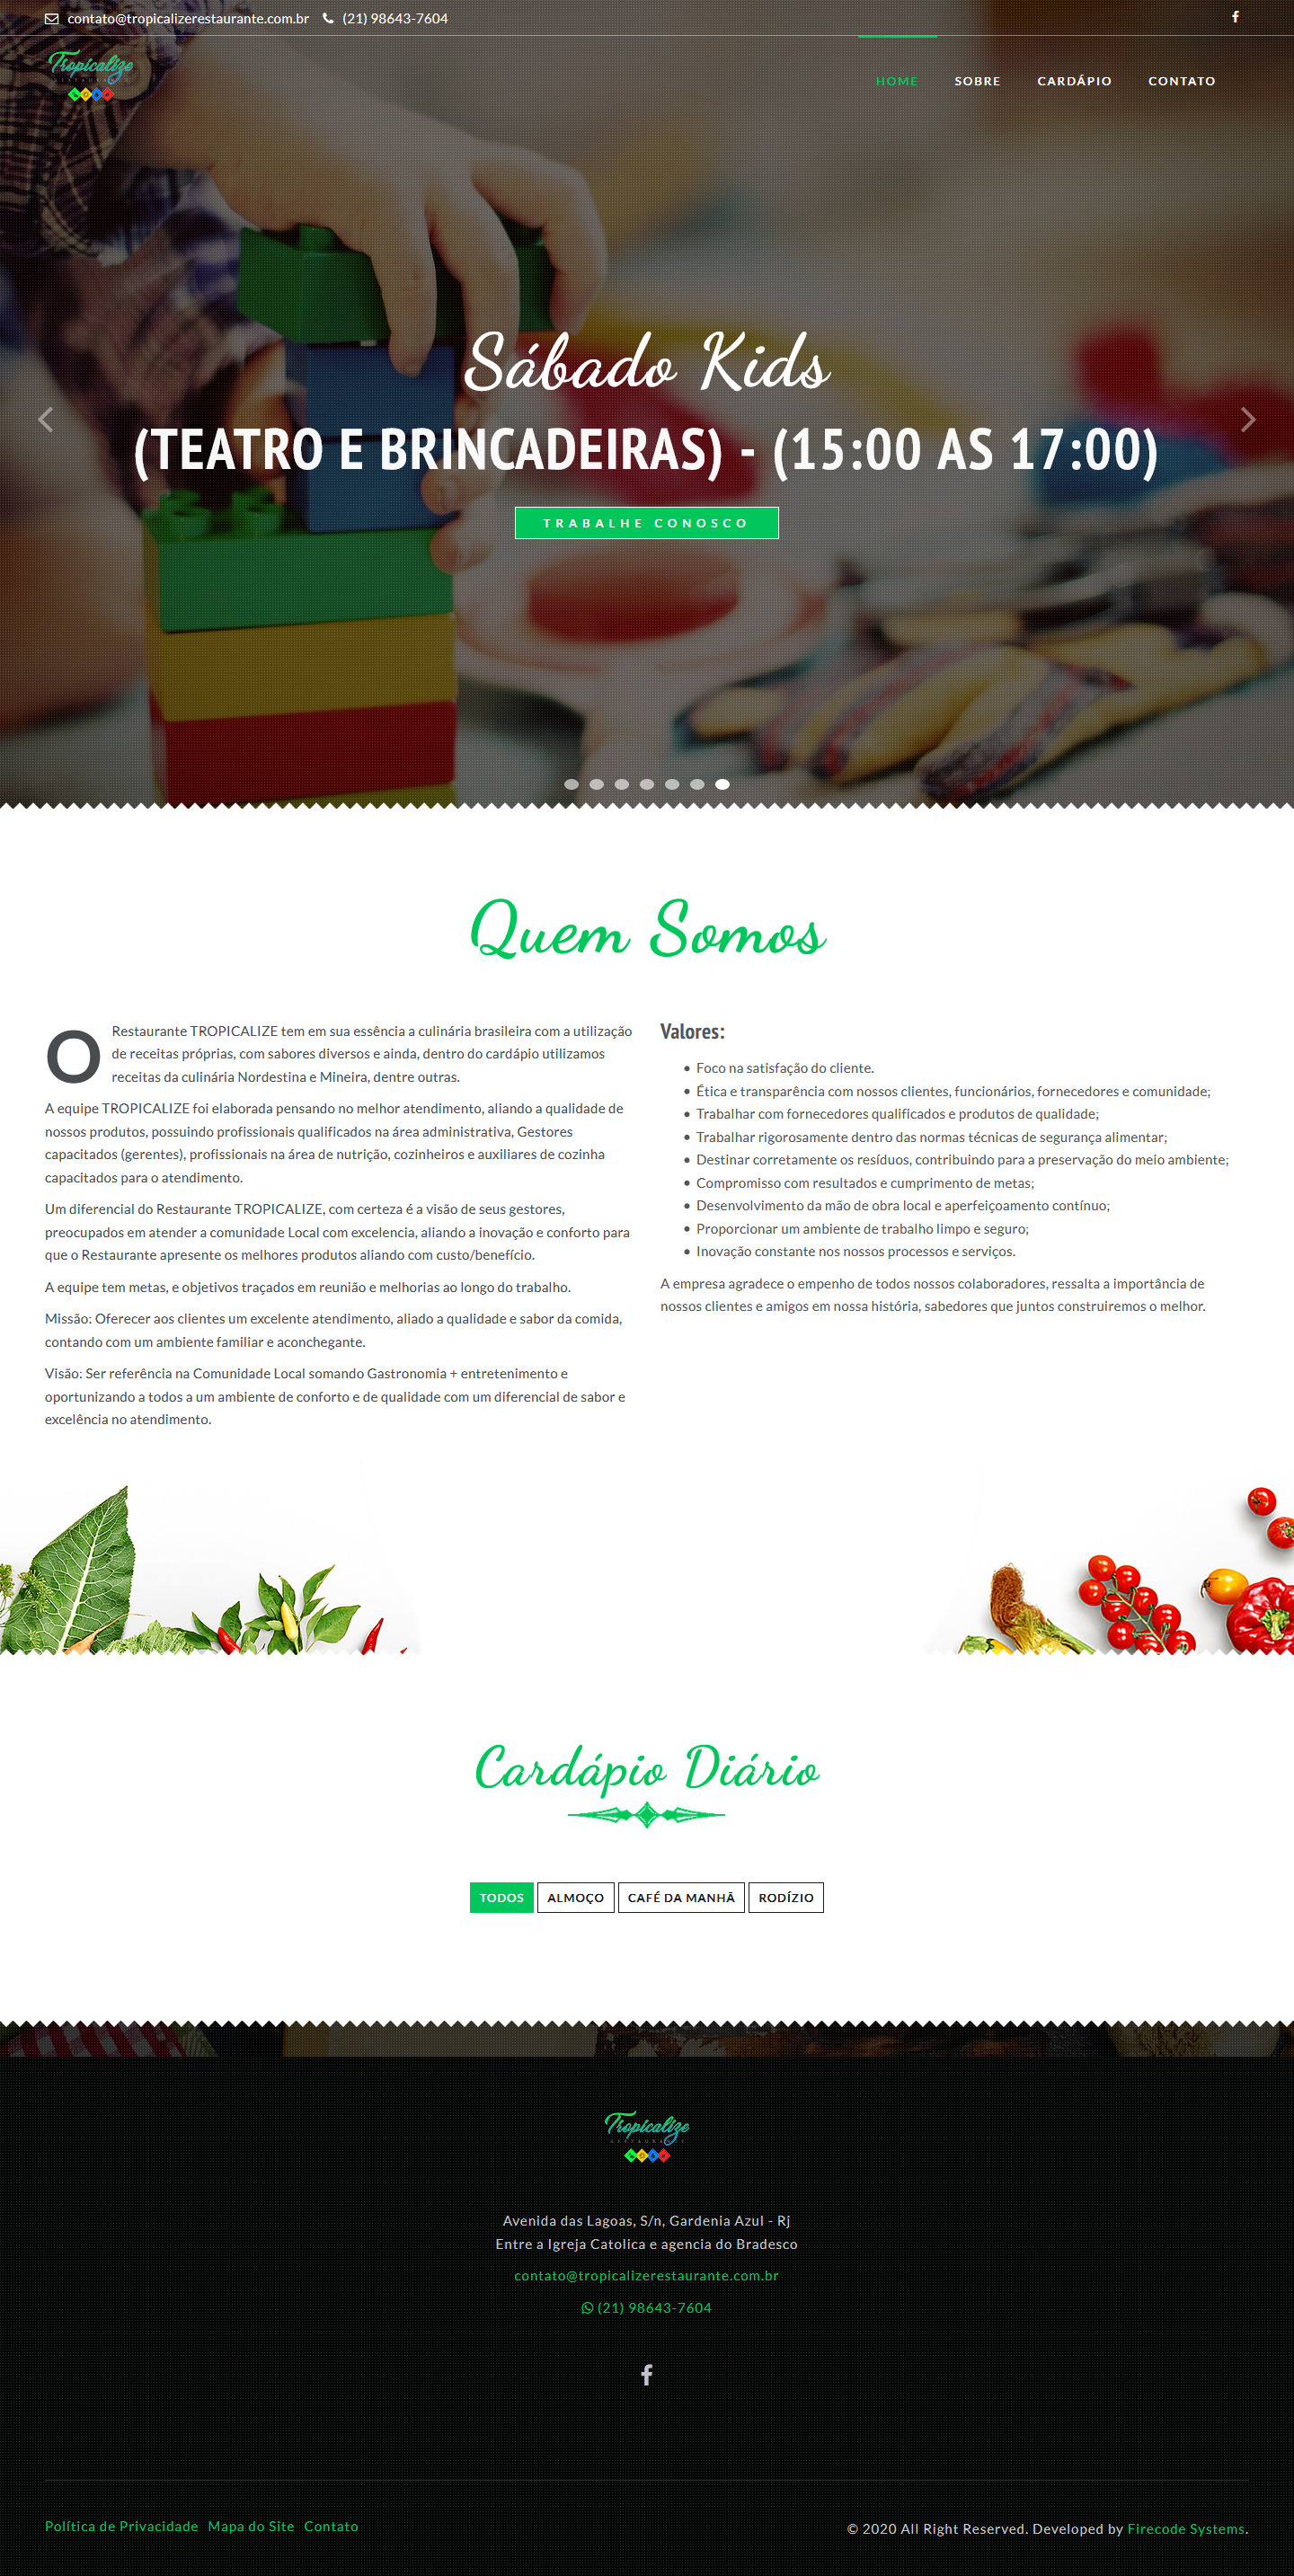 contato@tropicalizerestaurante.com.br (21) 98643-7604
Tropicalize
RESTAURANTE
HOME SOBRE CARDÁPIO CONTATO
Sábado Kids
(TEATRO E BRINCADEIRAS) - (15:00 AS 17:00)
TRABALHE CONOSCO
Quem Somos
O Restaurante TROPICALIZE tem em sua essência a culinária brasileira com a utilização
de receitas próprias, com sabores diversos e ainda, dentro do cardápio utilizamos
receitas da culinária Nordestina e Mineira, dentre outras.
A equipe TROPICALIZE foi elaborada pensando no melhor atendimento, aliando a qualidade de
nossos produtos, possuindo profissionais qualificados na área administrativa, Gestores
capacitados (gerentes), profissionais na área de nutrição, cozinheiros e auxiliares de cozinha
capacitados para o atendimento.
Um diferencial do Restaurante TROPICALIZE, com certeza é a visão de seus gestores,
preocupados em atender a comunidade Local com excelencia, aliando a inovação e conforto para
que o Restaurante apresente os melhores produtos aliando com custo/benefício.
A equipe tem metas, e objetivos traçados em reunião e melhorias ao longo do trabalho.
Missão: Oferecer aos clientes um excelente atendimento, aliado a qualidade e sabor da comida,
contando com um ambiente familiar e aconchegante.
Visão: Ser referência na Comunidade Local somando Gastronomia + entretenimento e
oportunizando a todos a um ambiente de conforto e de qualidade com um diferencial de sabor e
excelência no atendimento.
Valores:
• Foco na satisfação do cliente.
• Ética e transparência com nossos clientes, funcionários, fornecedores e comunidade;
• Trabalhar com fornecedores qualificados e produtos de qualidade;
• Trabalhar rigorosamente dentro das normas técnicas de segurança alimentar;
• Destinar corretamente os resíduos, contribuindo para a preservação do meio ambiente;
• Compromisso com resultados e cumprimento de metas;
• Desenvolvimento da mão de obra local e aperfeiçoamento contínuo;
• Proporcionar um ambiente de trabalho limpo e seguro;
• Inovação constante nos nossos processos e serviços.
A empresa agradece o empenho de todos nossos colaboradores, ressalta a importância de
nossos clientes e amigos em nossa história, sabedores que juntos construiremos o melhor.
Cardápio Diário
TODOS ALMOÇO CAFÉ DA MANHÃ RODÍZIO
Tropicalize
RESTAURANTE
Avenida das Lagoas, S/n, Gardenia Azul - Rj
Entre a Igreja Catolica e agencia do Bradesco
contato@tropicalizerestaurante.com.br
(21) 98643-7604
Política de Privacidade Mapa do Site Contato
© 2020 All Right Reserved. Developed by Firecode Systems.